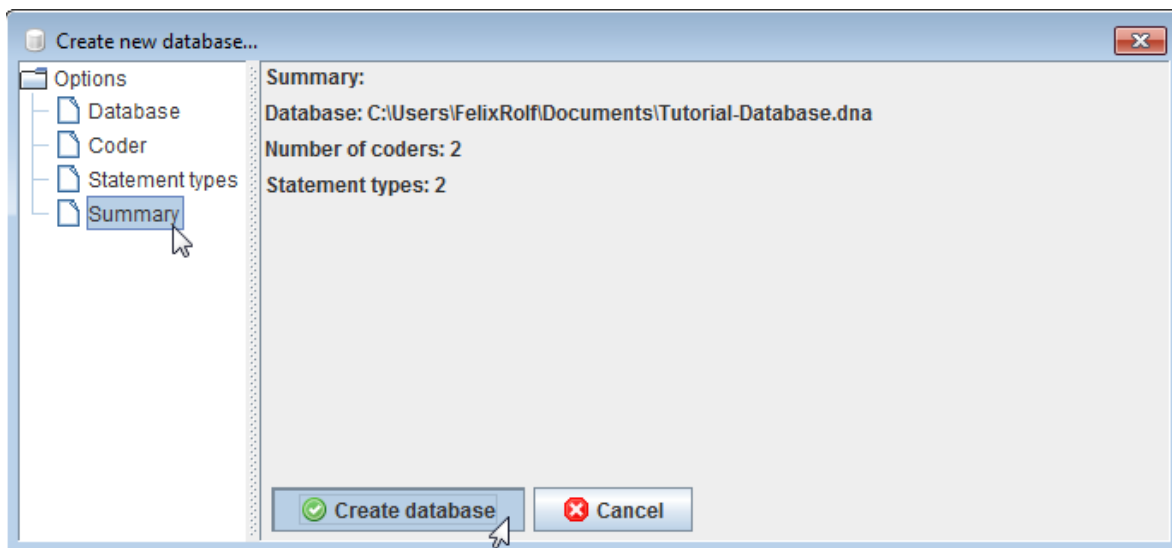 Create new database...
Options
Database
Coder
Statement types
Summary
Summary:
Database: C:\Users\FelixRolf\Documents\Tutorial-Database.dna
Number of coders: 2
Statement types: 2
Create database
Cancel